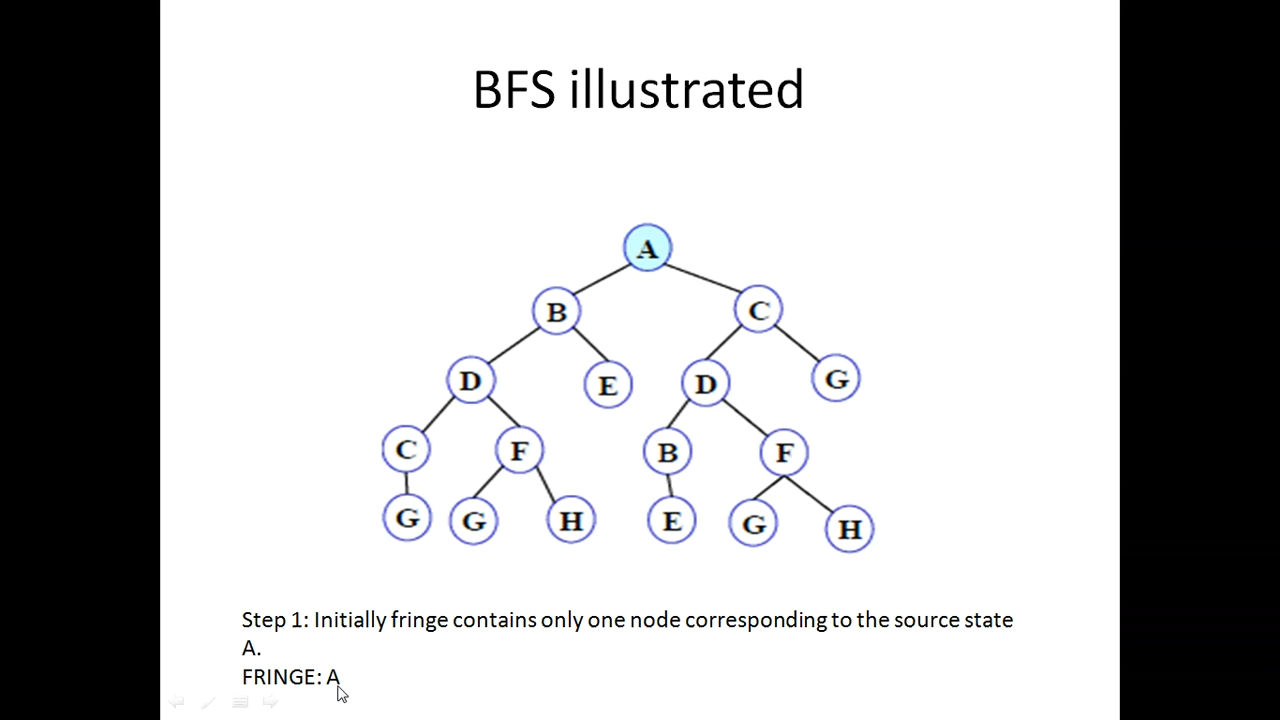 BFS illustrated
A
B
C
D
E
D
G
C
F
B
F
G
G
H
E
G
H
Step 1: Initially fringe contains only one node corresponding to the source state
A.
FRINGE: A